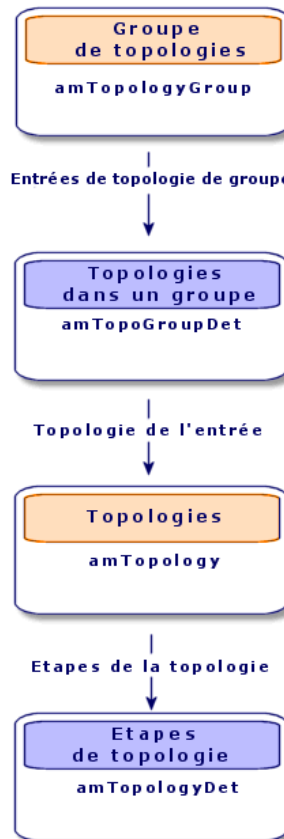 Groupe
de topologies
amTopologyGroup
Entrées de topologie de groupe
Topologies
dans un groupe
amTopoGroupDet
Topologie de l'entrée
Topologies
amTopology
Etapes de la topologie
Etapes
de topologie
amTopologyDet